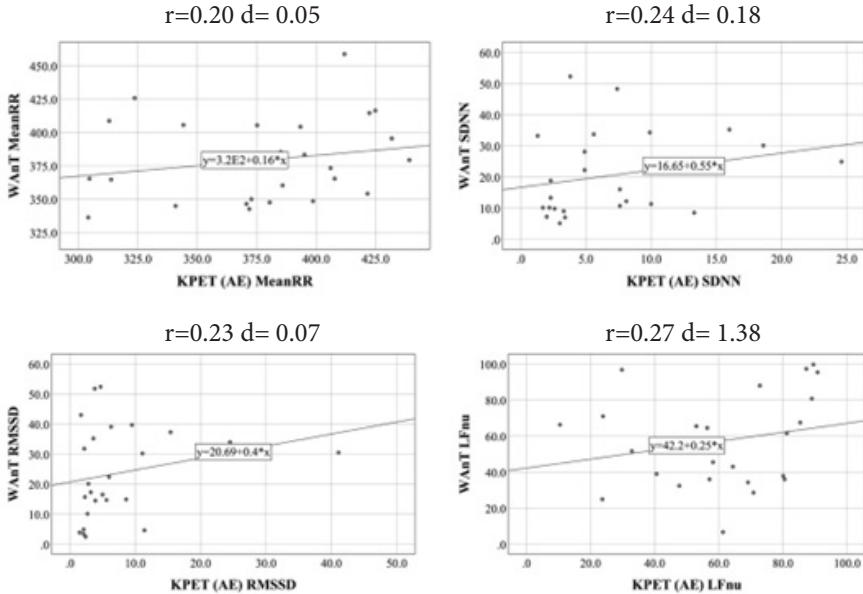 r=0.20 d= 0.05
WAnT MeanRR
450.0
425.0
400.0
375.0
350.0
325.0
y=3.2E2+0.16*x
300.0 325.0 350.0 375.0 400.0 425.0
KPET (AE) MeanRR
r=0.24 d= 0.18
WAnT SDNN
60.0
50.0
40.0
30.0
20.0
10.0
.0
y=16.65+0.55*x
.0 5.0 10.0 15.0 20.0 25.0
KPET (AE) SDNN
r=0.23 d= 0.07
WAnT RMSSD
60.0
50.0
40.0
30.0
20.0
10.0
.0
y=20.69+0.4*x
.0 10.0 20.0 30.0 40.0 50.0
KPET (AE) RMSSD
r=0.27 d= 1.38
WAnT LFnu
100.0
80.0
60.0
40.0
20.0
.0
y=42.2+0.25*x
.0 20.0 40.0 60.0 80.0 100.0
KPET (AE) LFnu